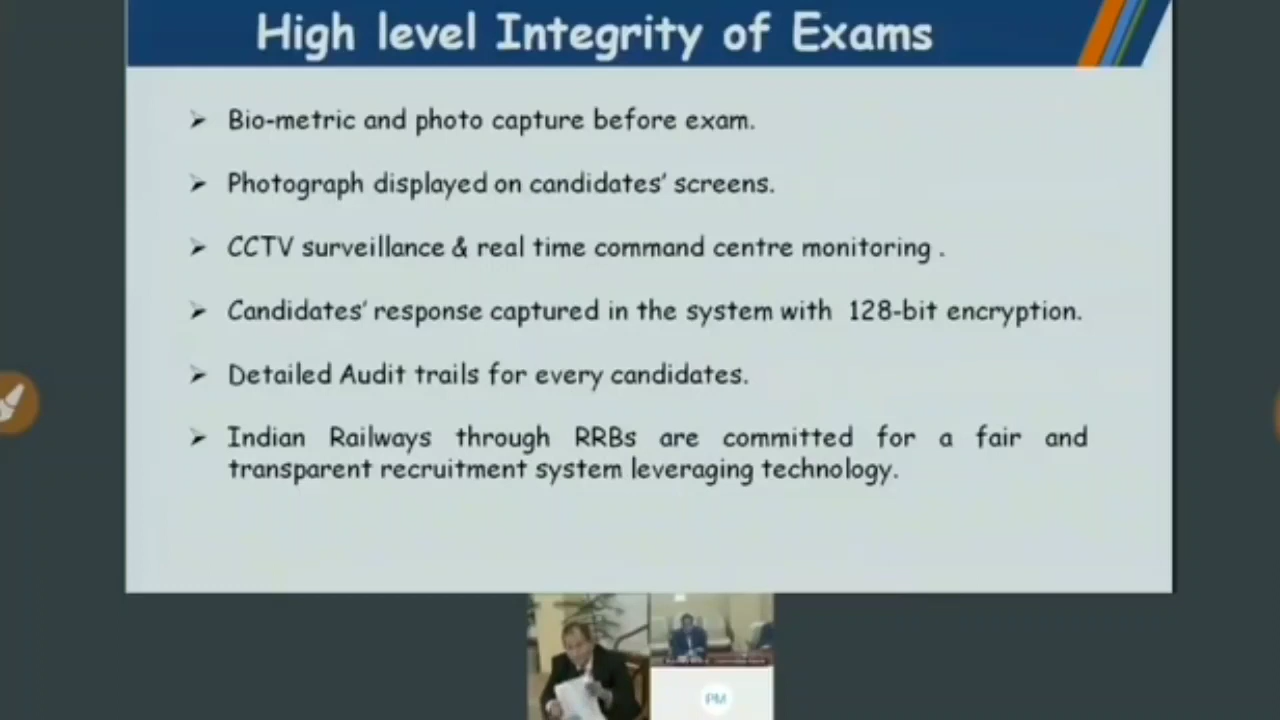 High level Integrity of Exams
➢ Bio-metric and photo capture before exam.
➢ Photograph displayed on candidates' screens.
➢ CCTV surveillance & real time command centre monitoring .
➢ Candidates' response captured in the system with 128-bit encryption.
➢ Detailed Audit trails for every candidates.
➢ Indian Railways through RRBs are committed for a fair and
transparent recruitment system leveraging technology.
PM